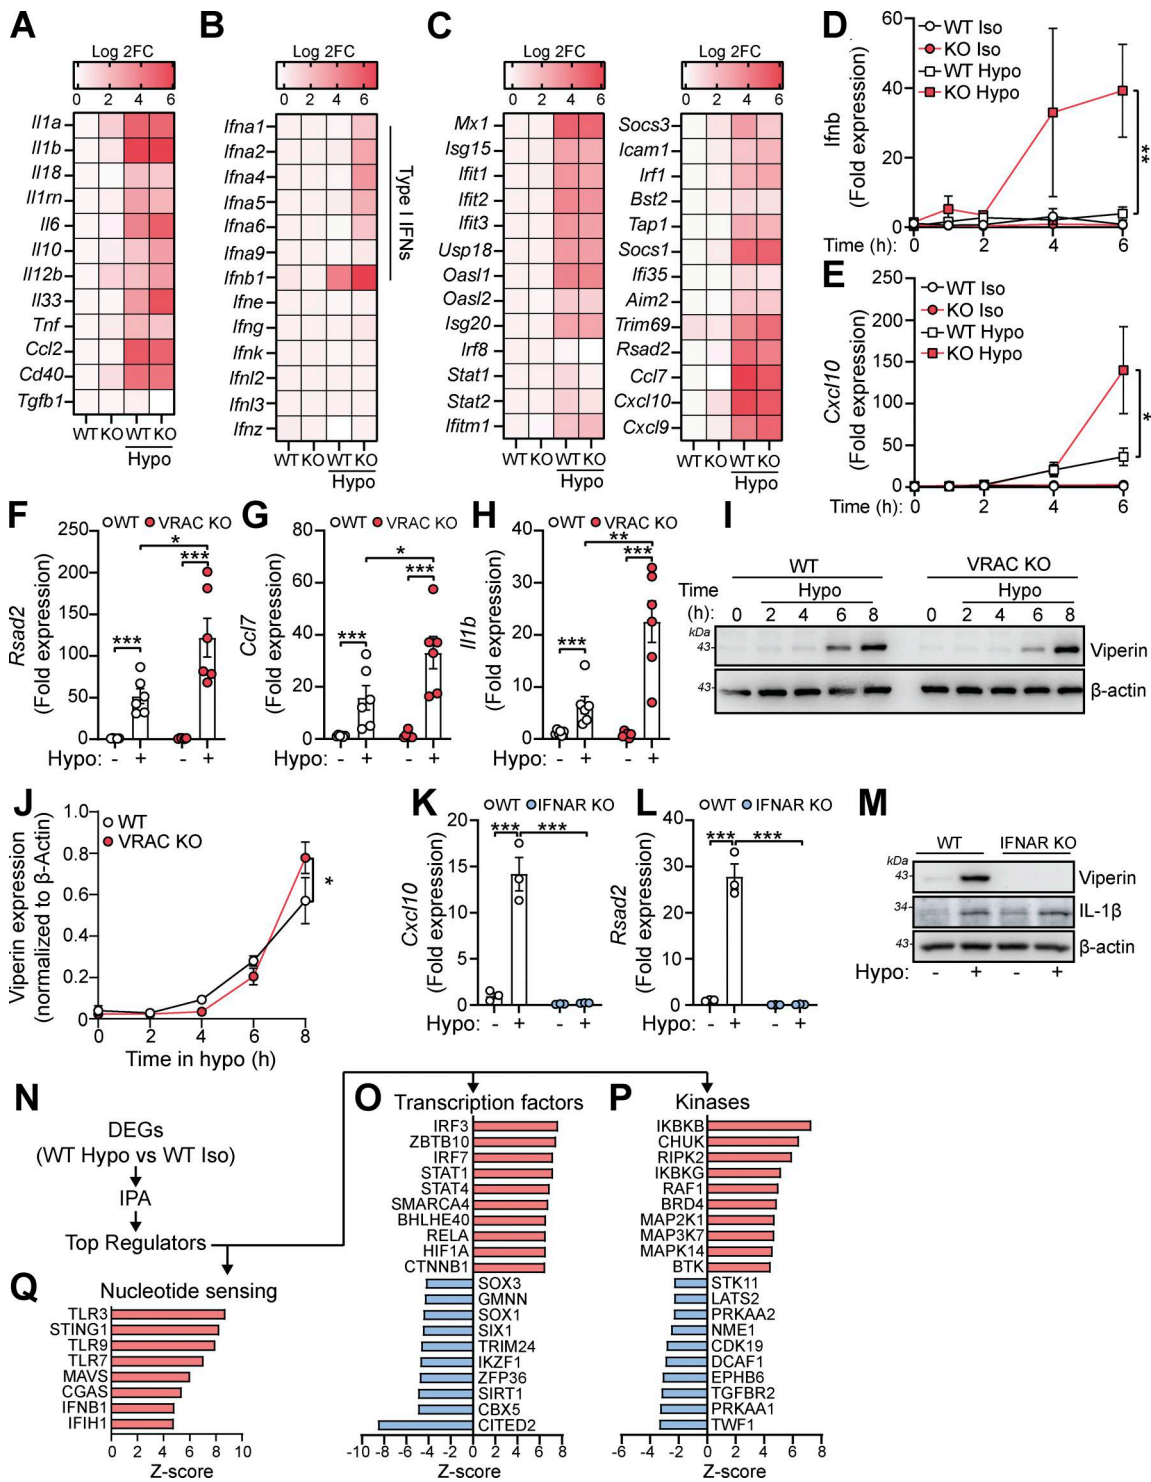 A
Log 2FC
0 2 4 6
Il1a
Il1b
Il18
Il1rn
Il6
Il10
Il12b
Il33
Tnf
Ccl2
Cd40
Tgfb1
WT KO WT KO
Hypo
B
Log 2FC
0 2 4 6
Ifna1
Ifna2
Ifna4
Ifna5
Ifna6
Ifna9
Ifnb1
Ifne
Ifng
Ifnk
Ifnl2
Ifnl3
Ifnz
Type I IFNs
WT KO WT KO
Hypo
C
Log 2FC
0 2 4 6
Mx1
Isg15
Ifit1
Ifit2
Ifit3
Usp18
Oasl1
Oasl2
Isg20
Irf8
Stat1
Stat2
Ifitm1
WT KO WT KO
Hypo
Log 2FC
0 2 4 6
Socs3
Icam1
Irf1
Bst2
Tap1
Socs1
Ifi35
Aim2
Trim69
Rsad2
Ccl7
Cxcl10
Cxcl9
WT KO WT KO
Hypo
D
Ifnb
(Fold expression)
60
40
20
0
WT Iso
KO Iso
WT Hypo
KO Hypo
**
Time (h): 0 2 4 6
E
Cxcl10
(Fold expression)
250
200
150
100
50
0
WT Iso
KO Iso
WT Hypo
KO Hypo
*
Time (h): 0 2 4 6
F
WT VRAC KO
Rsad2
(Fold expression)
250
200
150
100
50
0
*
***
***
Hypo: - + - +
G
WT VRAC KO
Ccl7
(Fold expression)
80
60
40
20
0
*
***
***
Hypo: - + - +
H
WT VRAC KO
Il1b
(Fold expression)
40
30
20
10
0
**
***
***
Hypo: - + - +
I
WT VRAC KO
Time Hypo Hypo
(h): 0 2 4 6 8 0 2 4 6 8
kDa
43- Viperin
43- β-actin
J
Viperin expression
(normalized to β-Actin)
1.0
0.8
0.6
0.4
0.2
0
WT
VRAC KO
*
0 2 4 6 8
Time in hypo (h)
K
WT IFNAR KO
Cxcl10
(Fold expression)
20
15
10
5
0
*** ***
Hypo: - + - +
L
WT IFNAR KO
Rsad2
(Fold expression)
40
30
20
10
0
*** ***
Hypo: - + - +
M
WT IFNAR KO
kDa
43- Viperin
34- IL-1β
43- β-actin
Hypo: - + - +
N
DEGs
(WT Hypo vs WT Iso)
IPA
Top Regulators
O
Transcription factors
IRF3
ZBTB10
IRF7
STAT1
STAT4
SMARCA4
BHLHE40
RELA
HIF1A
CTNNB1
SOX3
GMNN
SOX1
SIX1
TRIM24
IKZF1
ZFP36
SIRT1
CBX5
CITED2
-10 -8 -6 -4 -2 0 2 4 6 8
Z-score
P
Kinases
IKBKB
CHUK
RIPK2
IKBKG
RAF1
BRD4
MAP2K1
MAP3K7
MAPK14
BTK
STK11
LATS2
PRKAA2
NME1
CDK19
DCAF1
EPHB6
TGFBR2
PRKAA1
TWF1
-6 -4 -2 0 2 4 6 8
Z-score
Q
Nucleotide sensing
TLR3
STING1
TLR9
TLR7
MAVS
CGAS
IFNB1
IFIH1
0 2 4 6 8 10
Z-score